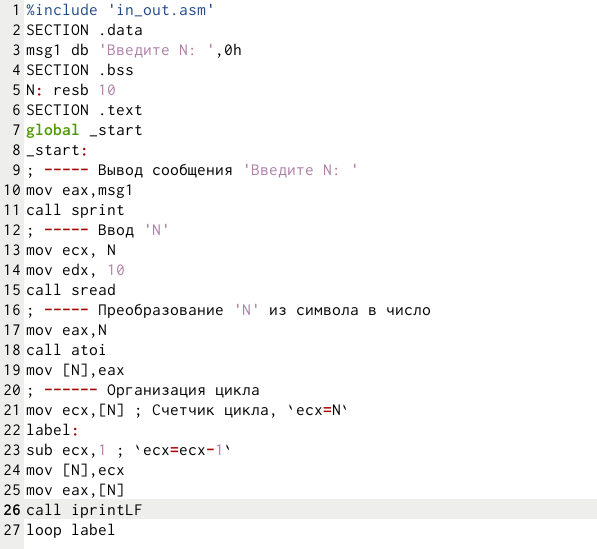 1 %include 'in_out.asm'
2 SECTION .data
3 msg1 db 'Введите N: ',0h
4 SECTION .bss
5 N: resb 10
6 SECTION .text
7 global _start
8 _start:
9 ; ----- Вывод сообщения 'Введите N: '
10 mov eax,msg1
11 call sprint
12 ; ----- Ввод 'N'
13 mov ecx, N
14 mov edx, 10
15 call sread
16 ; ----- Преобразование 'N' из символа в число
17 mov eax,N
18 call atoi
19 mov [N],eax
20 ; ------ Организация цикла
21 mov ecx,[N] ; Счетчик цикла, `ecx=N`
22 label:
23 sub ecx,1 ; `ecx=ecx-1`
24 mov [N],ecx
25 mov eax,[N]
26 call iprintLF
27 loop label